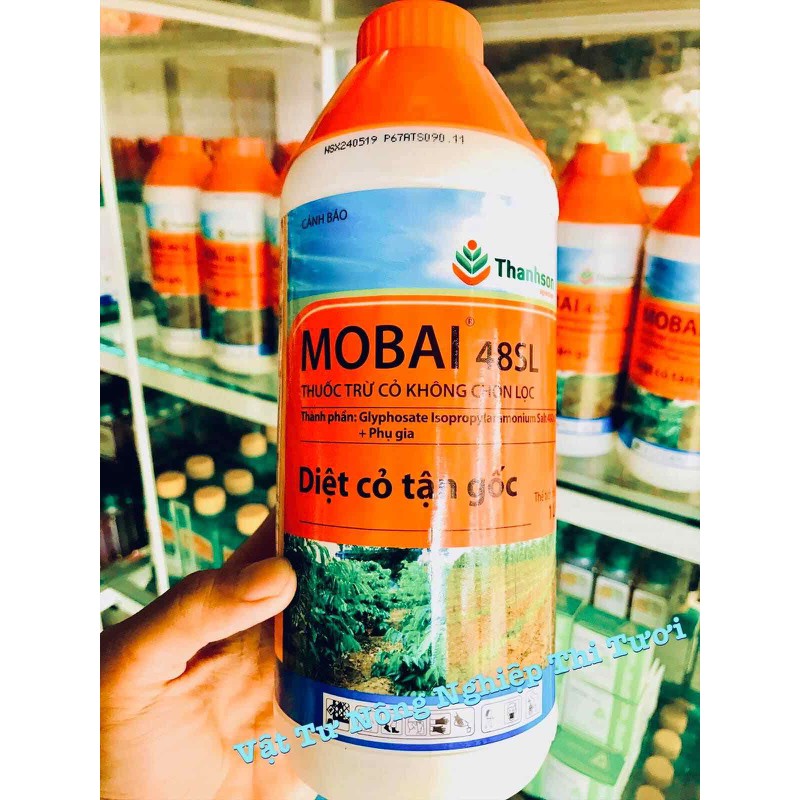 NSX240519 P67ATS090.11
CẢNH BÁO
Thanhson
MOBAI® 48SL
THUỐC TRỪ CỎ KHÔNG CHỌN LỌC
Thành phần: Glyphosate Isopropylammonium Salt
+ Phụ gia
Diệt cỏ tận gốc
Vật Tư Nông Nghiệp Thi Tươi